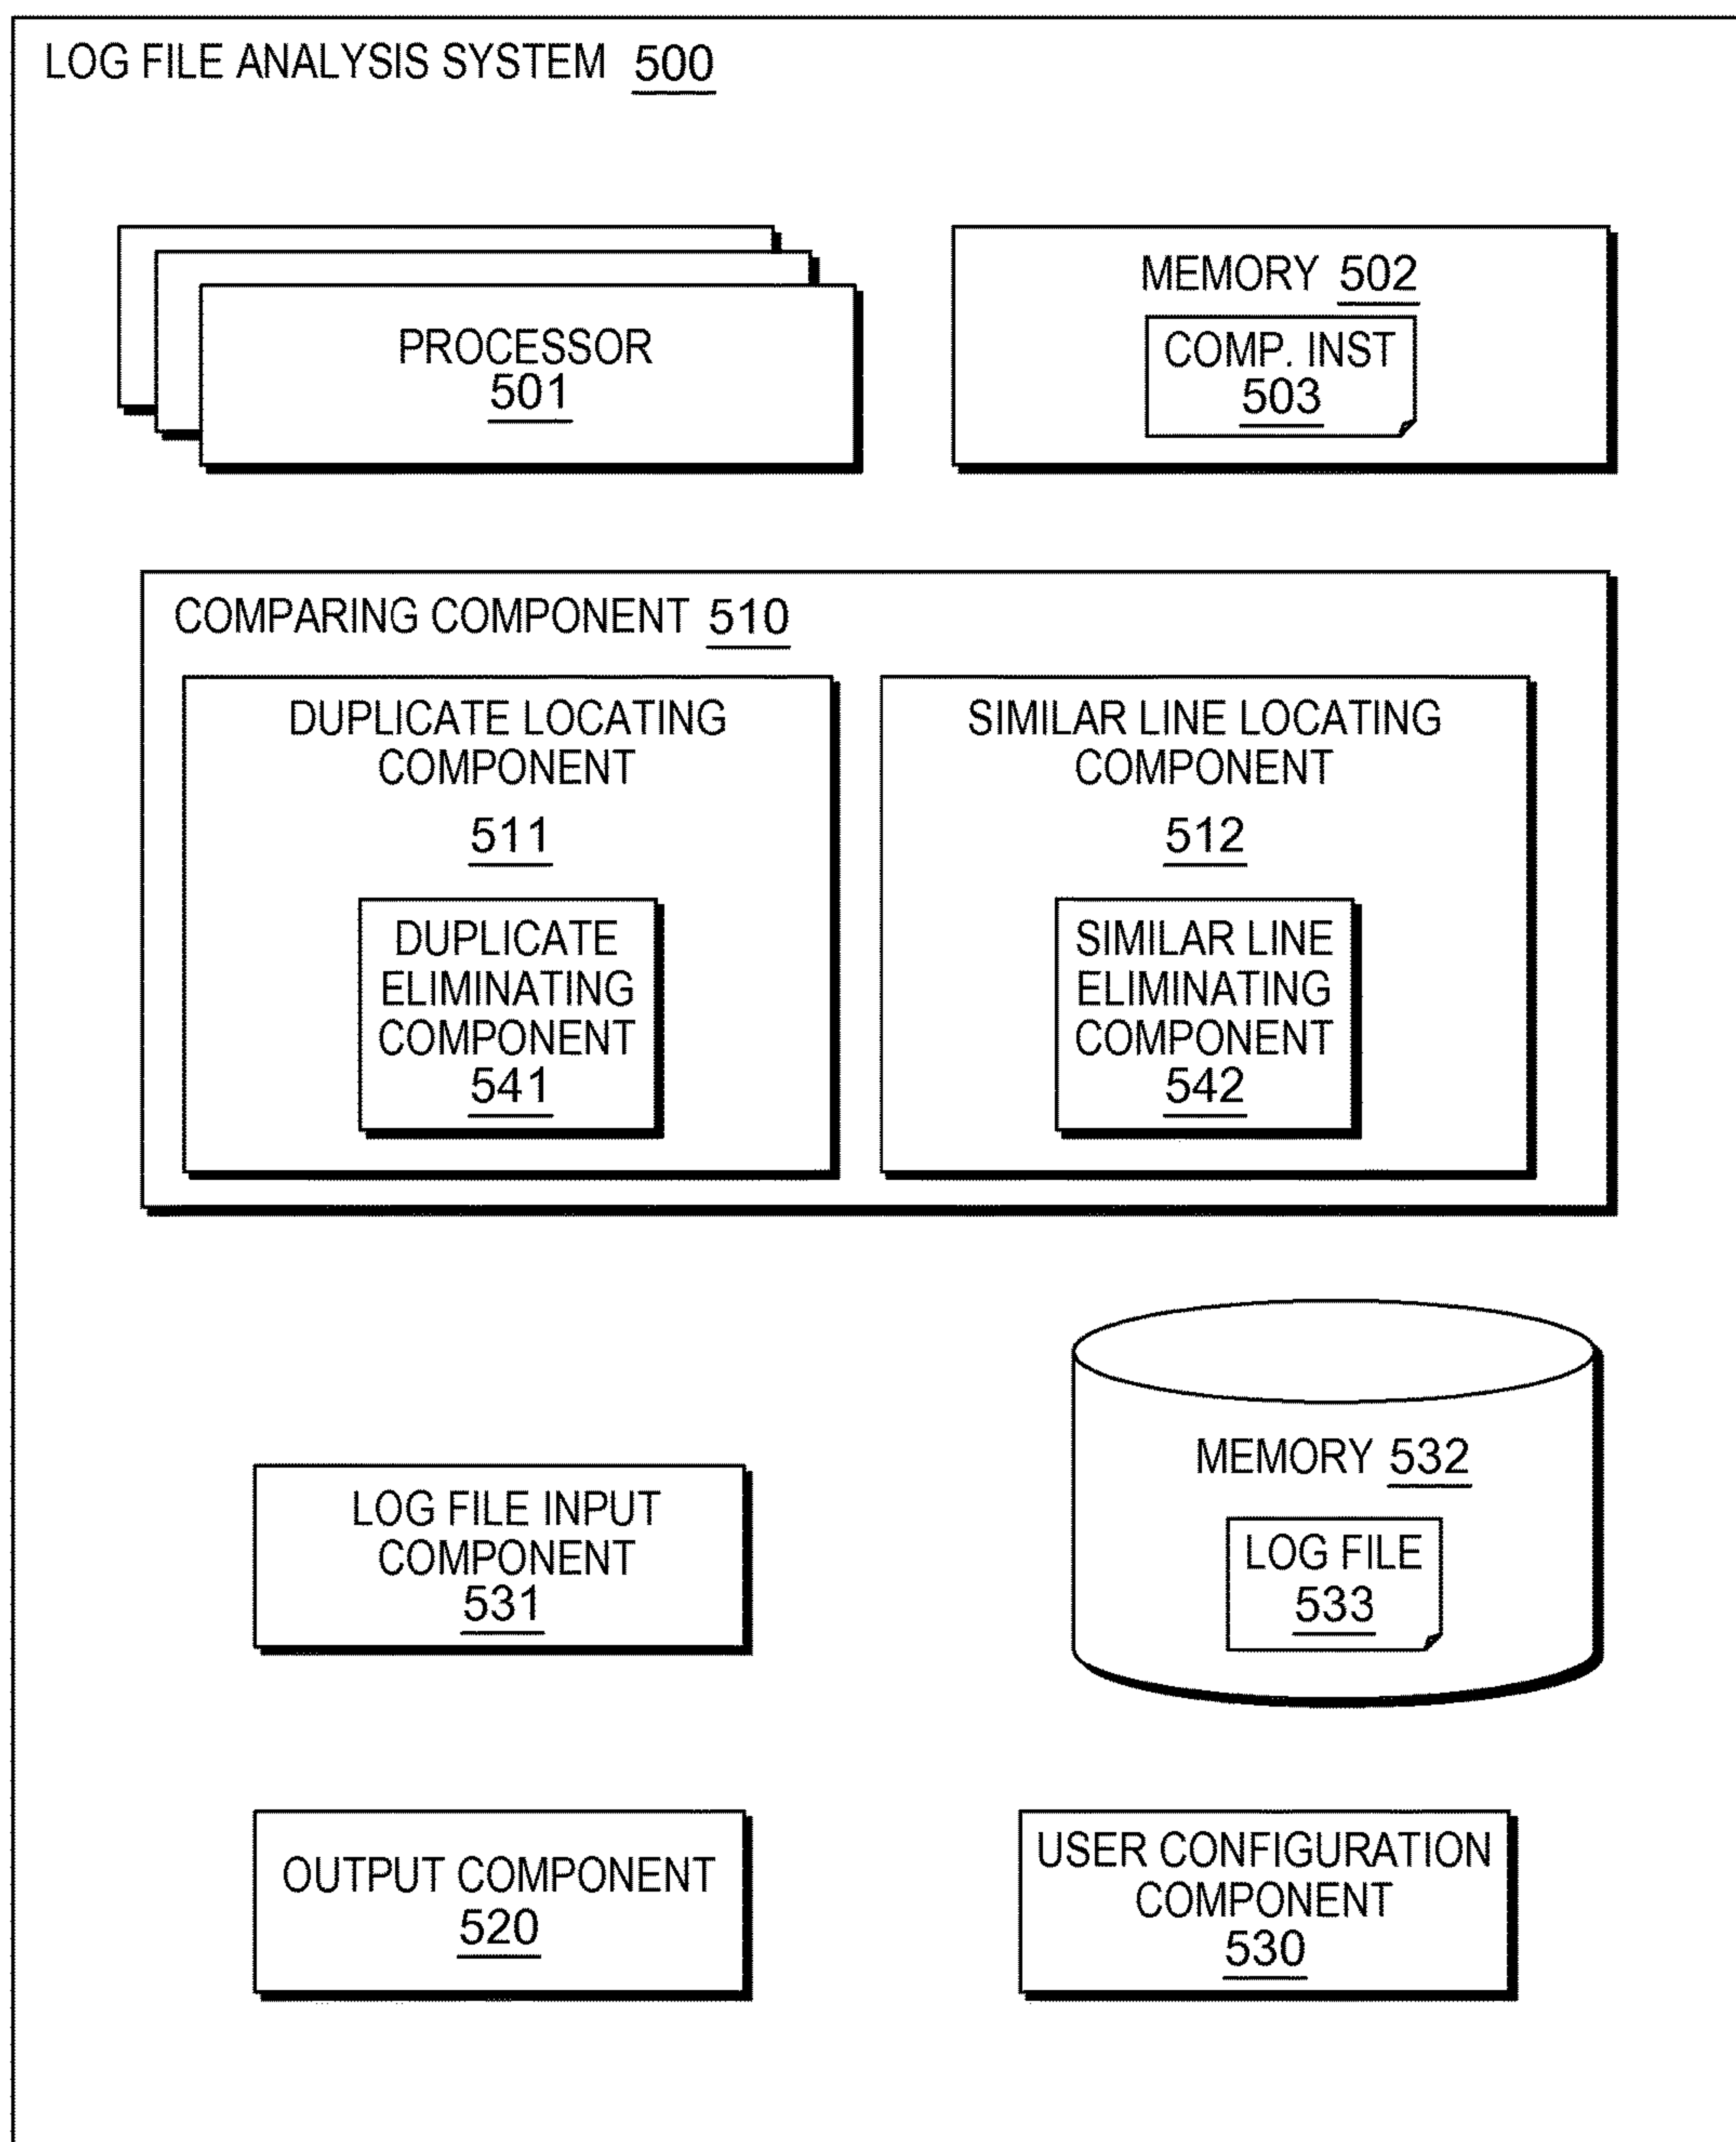 LOG FILE ANALYSIS SYSTEM 500
PROCESSOR
501
MEMORY 502
COMP. INST
503
COMPARING COMPONENT 510
DUPLICATE LOCATING
COMPONENT
511
DUPLICATE
ELIMINATING
COMPONENT
541
SIMILAR LINE LOCATING
COMPONENT
512
SIMILAR LINE
ELIMINATING
COMPONENT
542
LOG FILE INPUT
COMPONENT
531
MEMORY 532
LOG FILE
533
OUTPUT COMPONENT
520
USER CONFIGURATION
COMPONENT
530